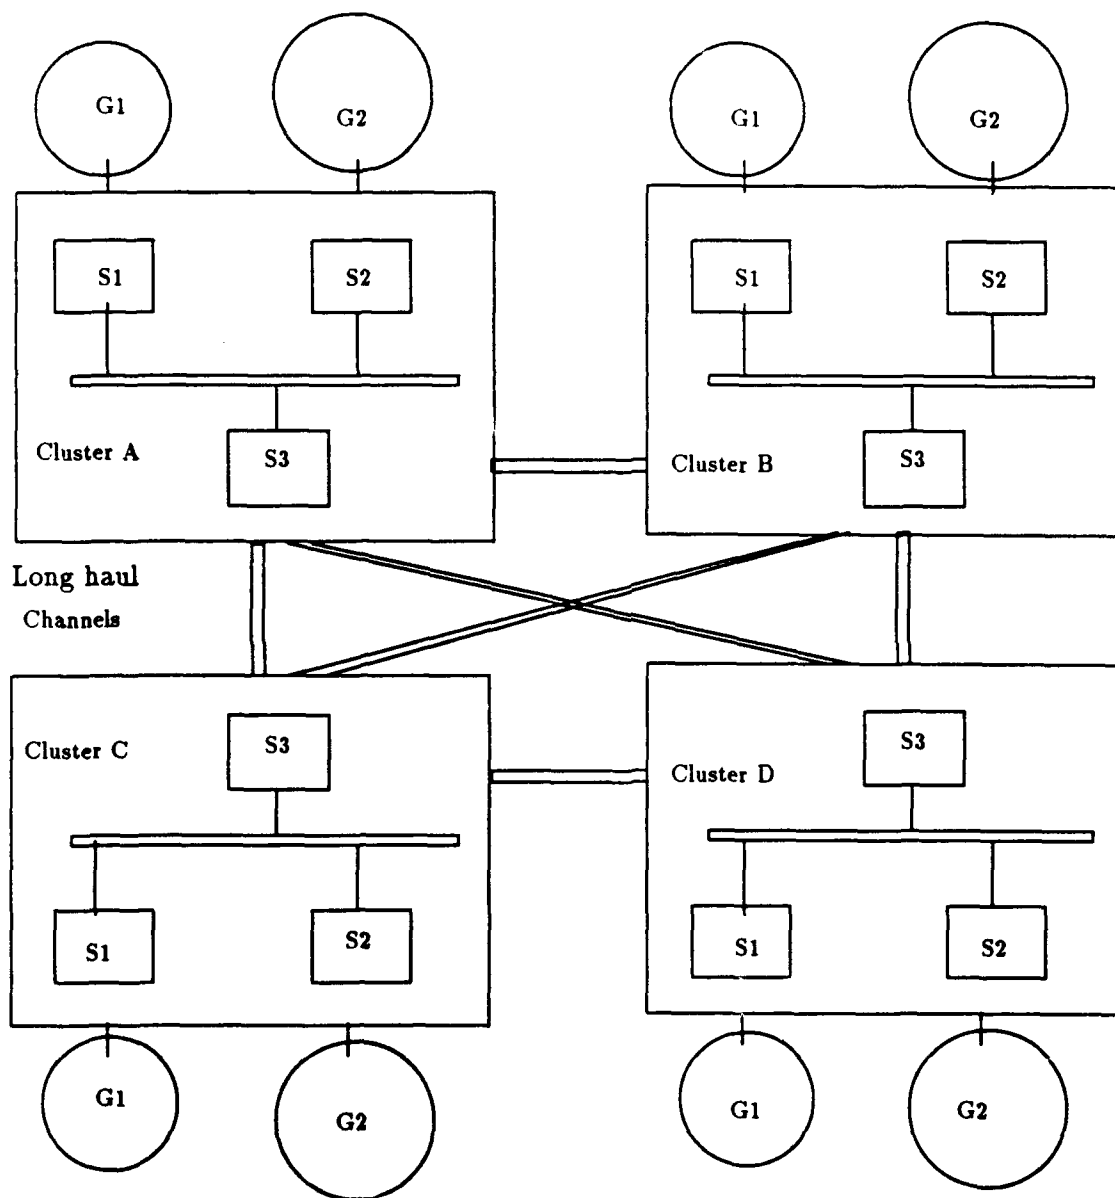 G1
G2
G1
G2
S1
S2
S1
S2
Cluster A
S3
Cluster B
S3
Long haul
Channels
Cluster C
S3
Cluster D
S3
S1
S2
S1
S2
G1
G2
G1
G2